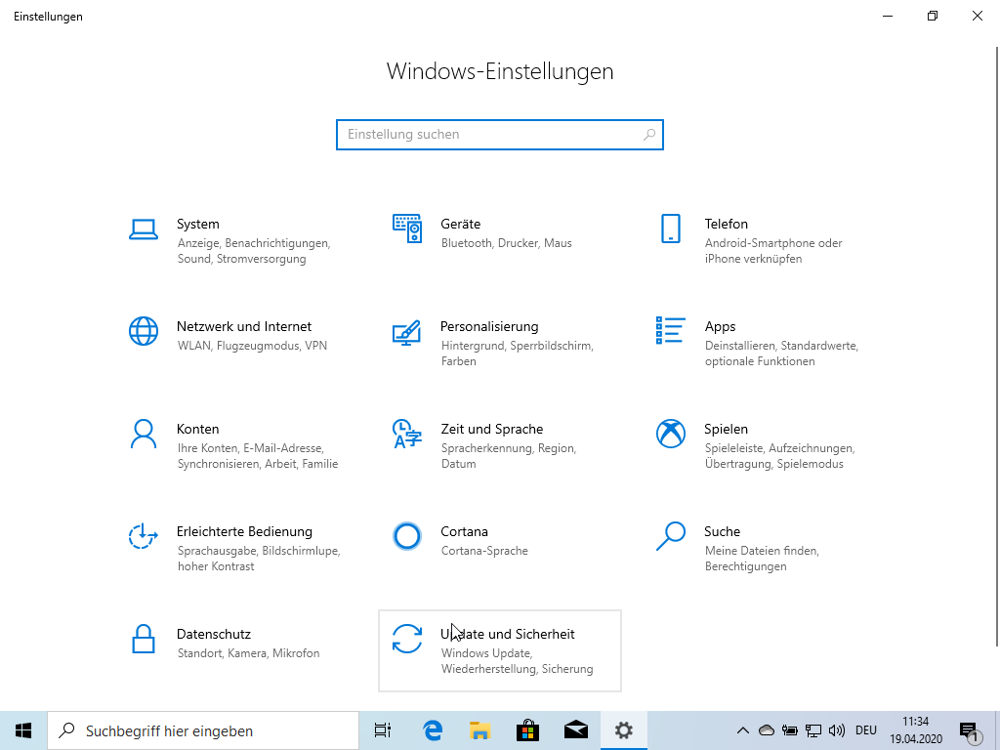 Einstellungen
Windows-Einstellungen
Einstellung suchen
System
Anzeige, Benachrichtigungen,
Sound, Stromversorgung
Geräte
Bluetooth, Drucker, Maus
Telefon
Android-Smartphone oder
iPhone verknüpfen
Netzwerk und Internet
WLAN, Flugzeugmodus, VPN
Personalisierung
Hintergrund, Sperrbildschirm,
Farben
Apps
Deinstallieren, Standardwerte,
optionale Funktionen
Konten
Ihre Konten, E-Mail-Adresse,
Synchronisieren, Arbeit, Familie
Zeit und Sprache
Spracherkennung, Region,
Datum
Spielen
Spieleleiste, Aufzeichnungen,
Übertragung, Spielemodus
Erleichterte Bedienung
Sprachausgabe, Bildschirmlupe,
hoher Kontrast
Cortana
Cortana-Sprache
Suche
Meine Dateien finden,
Berechtigungen
Datenschutz
Standort, Kamera, Mikrofon
Update und Sicherheit
Windows Update,
Wiederherstellung, Sicherung
Suchbegriff hier eingeben
DEU
11:34
19.04.2020
1